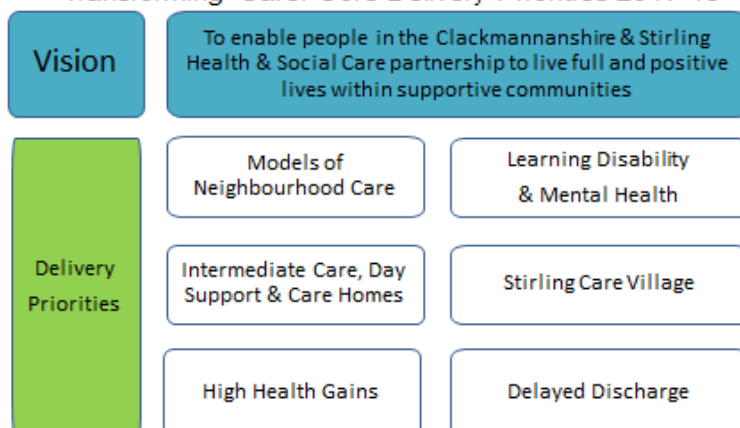 Vision
To enable people in the Clackmannanshire & Stirling
Health & Social Care partnership to live full and positive
lives within supportive communities
Delivery
Priorities
Models of
Neighbourhood Care
Learning Disability
& Mental Health
Intermediate Care, Day
Support & Care Homes
Stirling Care Village
High Health Gains
Delayed Discharge